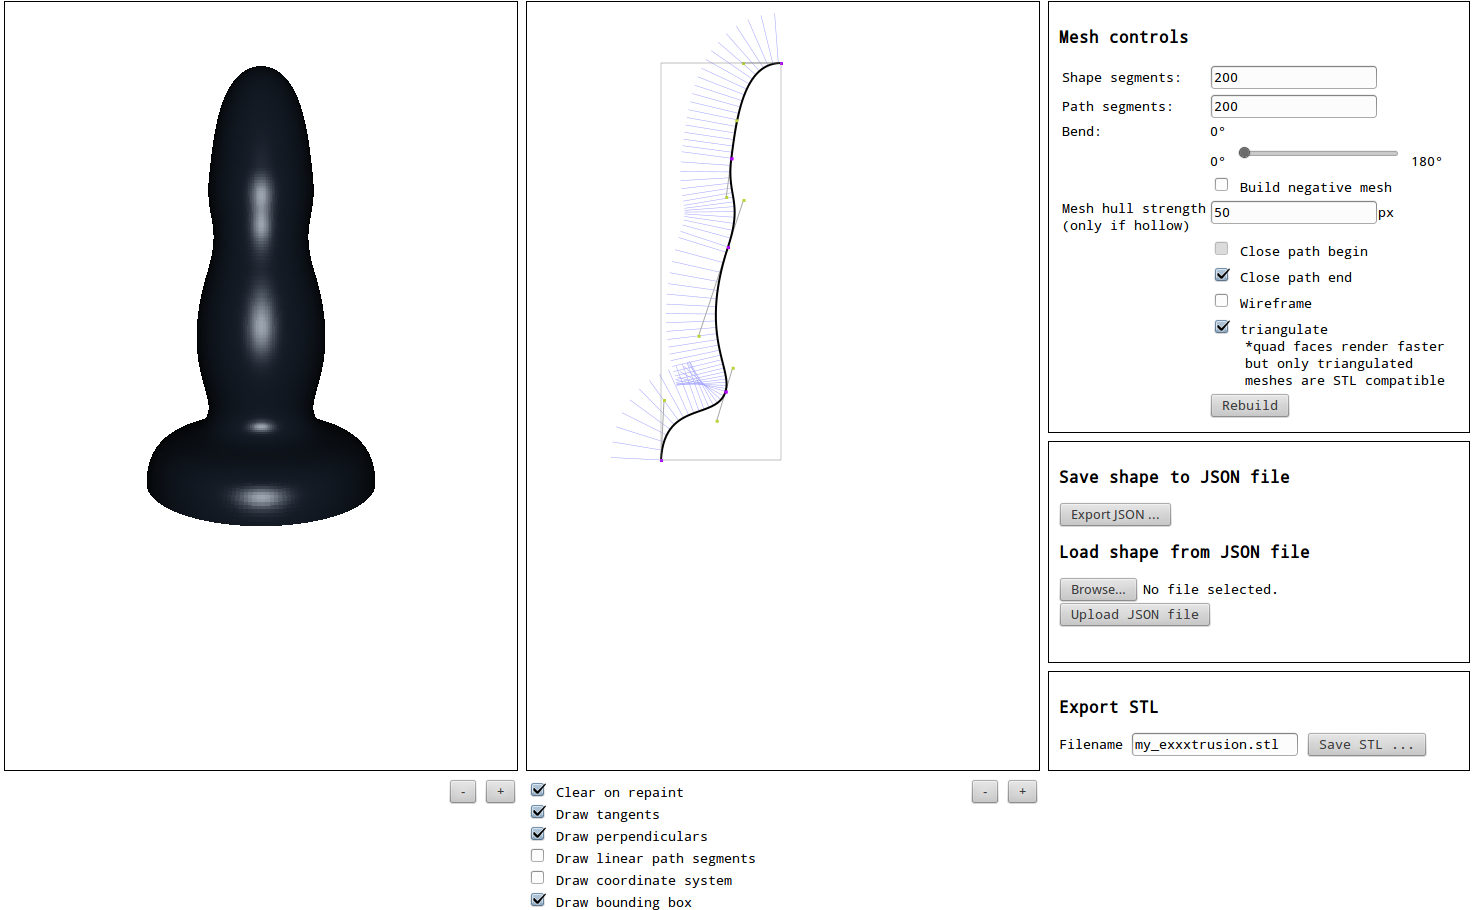 Mesh controls
Shape segments: 200
Path segments: 200
Bend: 0°
0° 180°
Build negative mesh
Mesh hull strength 50 px
(only if hollow)
Close path begin
Close path end
Wireframe
triangulate
*quad faces render faster
but only triangulated
meshes are STL compatible
Rebuild
Save shape to JSON file
Export JSON ...
Load shape from JSON file
Browse... No file selected.
Upload JSON file
Export STL
Filename my_exxxtrusion.stl Save STL ...
- + - +
Clear on repaint
Draw tangents
Draw perpendiculars
Draw linear path segments
Draw coordinate system
Draw bounding box